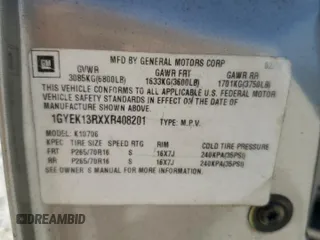 GM
MFD BY GENERAL MOTORS CORP
GVWR GAWR FRT GAWR RR
3085KG(6800LB) 1633KG(3600LB) 1701KG(3750LB)
THIS VEHICLE CONFORMS TO ALL APPLICABLE U.S. FEDERAL MOTOR
VEHICLE SAFETY STANDARDS IN EFFECT ON THE DATE OF
MANUFACTURE SHOWN ABOVE.
1GYEK13RXXR408201 TYPE: M.P.V.
MODEL: K10706
KPEC TIRE SIZE SPEED RTG RIM COLD TIRE PRESSURE
FRT P265/70R16 S 16X7J 240KPA(35PSI)
RR P265/70R16 S 16X7J 240KPA(35PSI)
SEE OWNER'S MANUAL FOR MORE INFORMATION.
DREAMBID